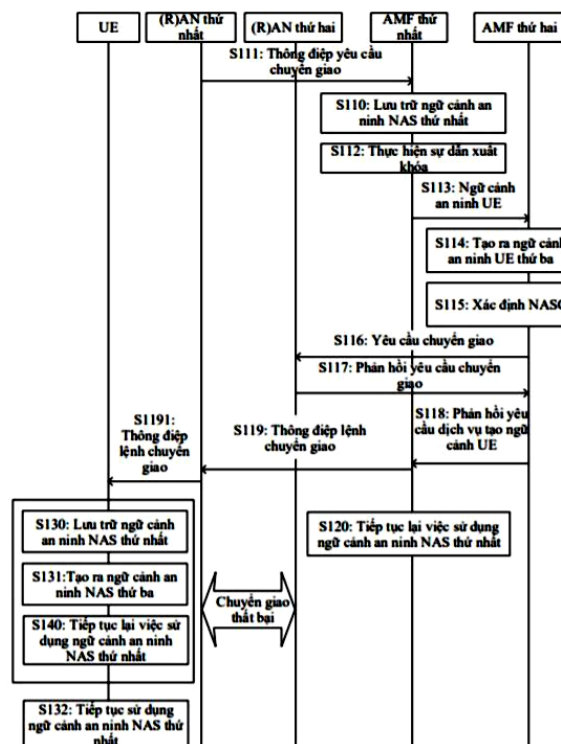 UE
(R)AN thứ
nhất
(R)AN thứ hai
AMF thứ
nhất
AMF thứ hai
S111: Thông điệp yêu cầu
chuyển giao
S110: Lưu trữ ngữ cảnh an
ninh NAS thứ nhất
S112: Thực hiện sự dẫn xuất
khóa
S113: Ngữ cảnh
an ninh UE
S114: Tạo ra ngữ cảnh
an ninh UE thứ ba
S115: Xác định NASC
S116: Yêu cầu chuyển giao
S117: Phản hồi yêu cầu chuyển
giao
S118: Phản hồi yêu
cầu dịch vụ tạo ngữ
cảnh UE
S119: Thông điệp lệnh
chuyển giao
S1191:
Thông điệp
lệnh chuyển
giao
S130: Lưu trữ ngữ cảnh
an ninh NAS thứ nhất
S120: Tiếp tục lại việc sử dụng
ngữ cảnh an ninh NAS thứ nhất
S131:Tạo ra ngữ cảnh an
ninh NAS thứ ba
Chuyển giao
thất bại
S140: Tiếp tục lại việc sử
dụng ngữ cảnh an ninh
NAS thứ nhất
S132: Tiếp tục sử dụng
ngữ cảnh an ninh NAS thứ
nhất